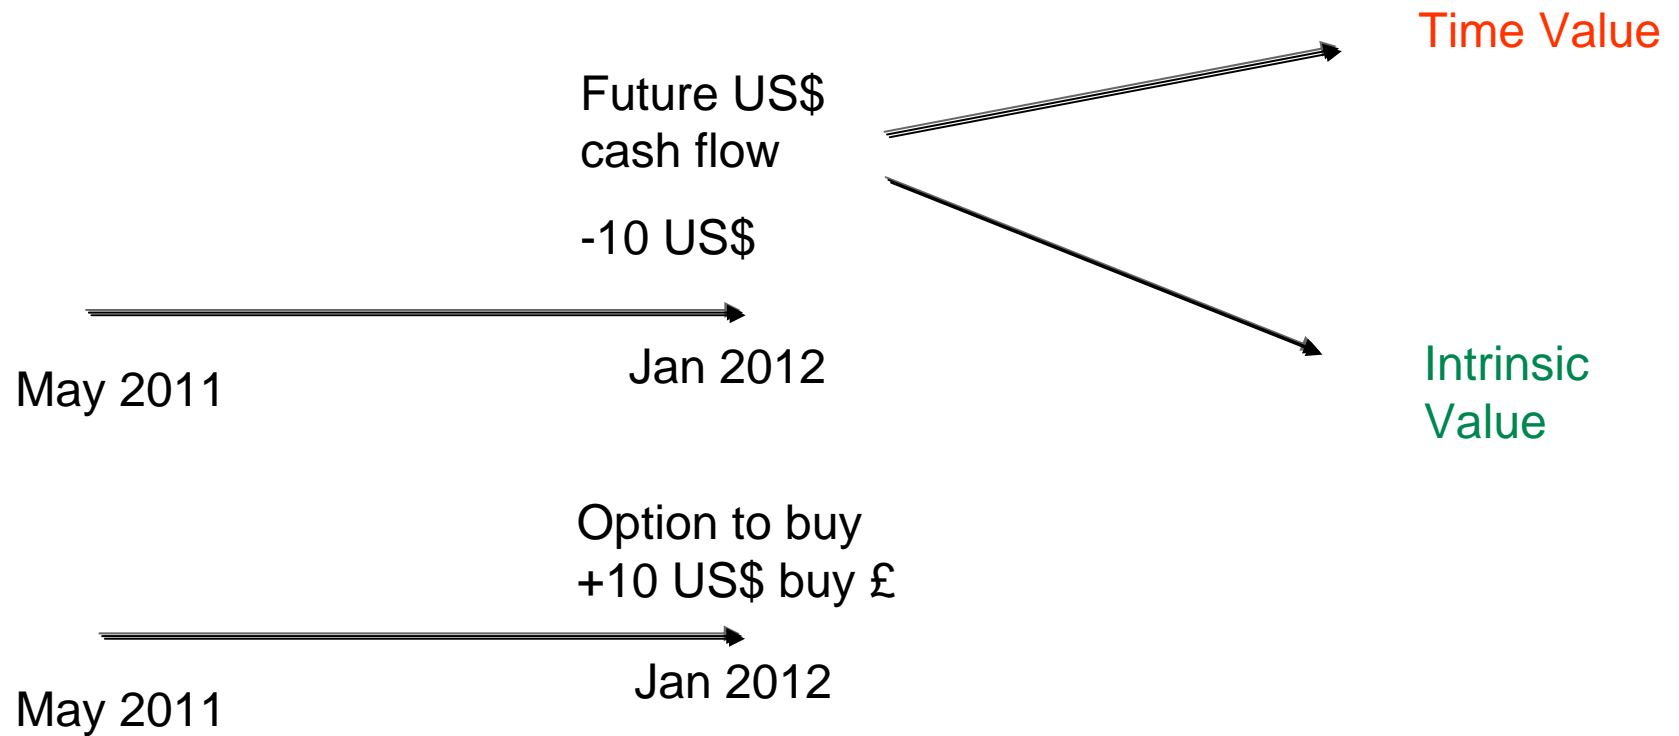 Time Value
Future US$
cash flow
-10 US$
May 2011
Jan 2012
Intrinsic
Value
Option to buy
+10 US$ buy £
May 2011
Jan 2012